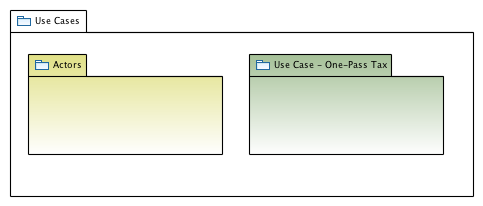 Use Cases
Actors
Use Case - One-Pass Tax